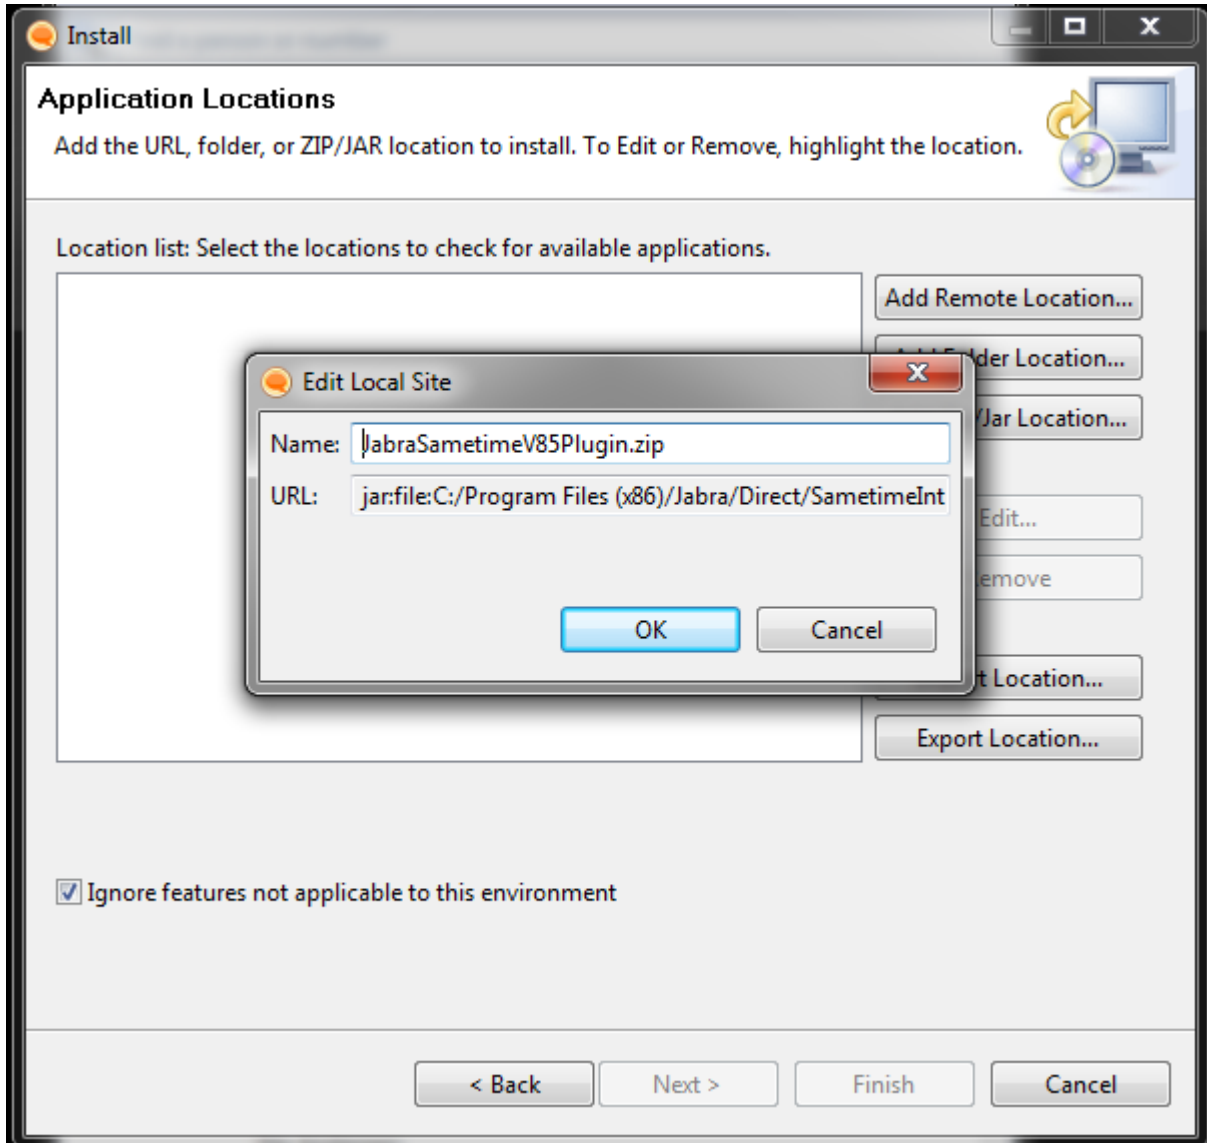 Install
Application Locations
Add the URL, folder, or ZIP/JAR location to install. To Edit or Remove, highlight the location.
Location list: Select the locations to check for available applications.
Add Remote Location...
der Location...
/Jar Location...
Edit Local Site
Name: JabraSametimeV85Plugin.zip
URL: jar:file:C:/Program Files (x86)/Jabra/Direct/SametimeInt
Edit...
emove
OK Cancel
t Location...
Export Location...
Ignore features not applicable to this environment
< Back Next > Finish Cancel